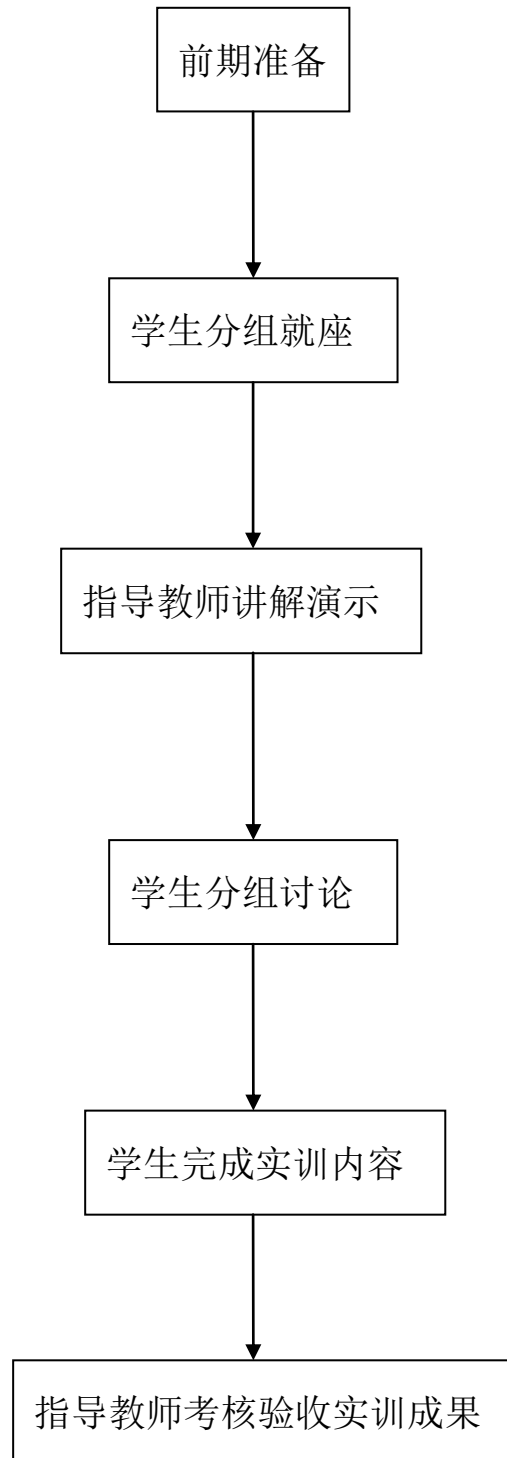 前期准备
学生分组就座
指导教师讲解演示
学生分组讨论
学生完成实训内容
指导教师考核验收实训成果